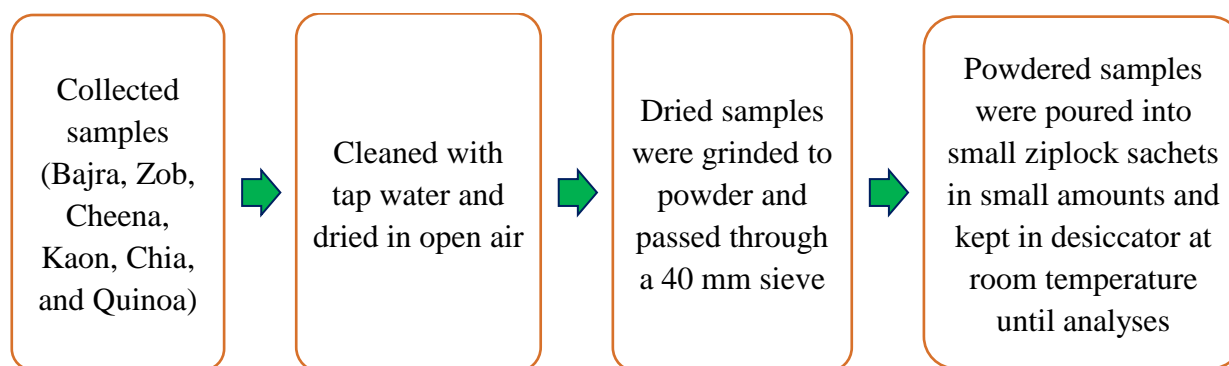 Collected
samples
(Bajra, Zob,
Cheena,
Kaon, Chia,
and Quinoa)
Cleaned with
tap water and
dried in open air
Dried samples
were grinded to
powder and
passed through
a 40 mm sieve
Powdered samples
were poured into
small ziplock sachets
in small amounts and
kept in desiccator at
room temperature
until analyses